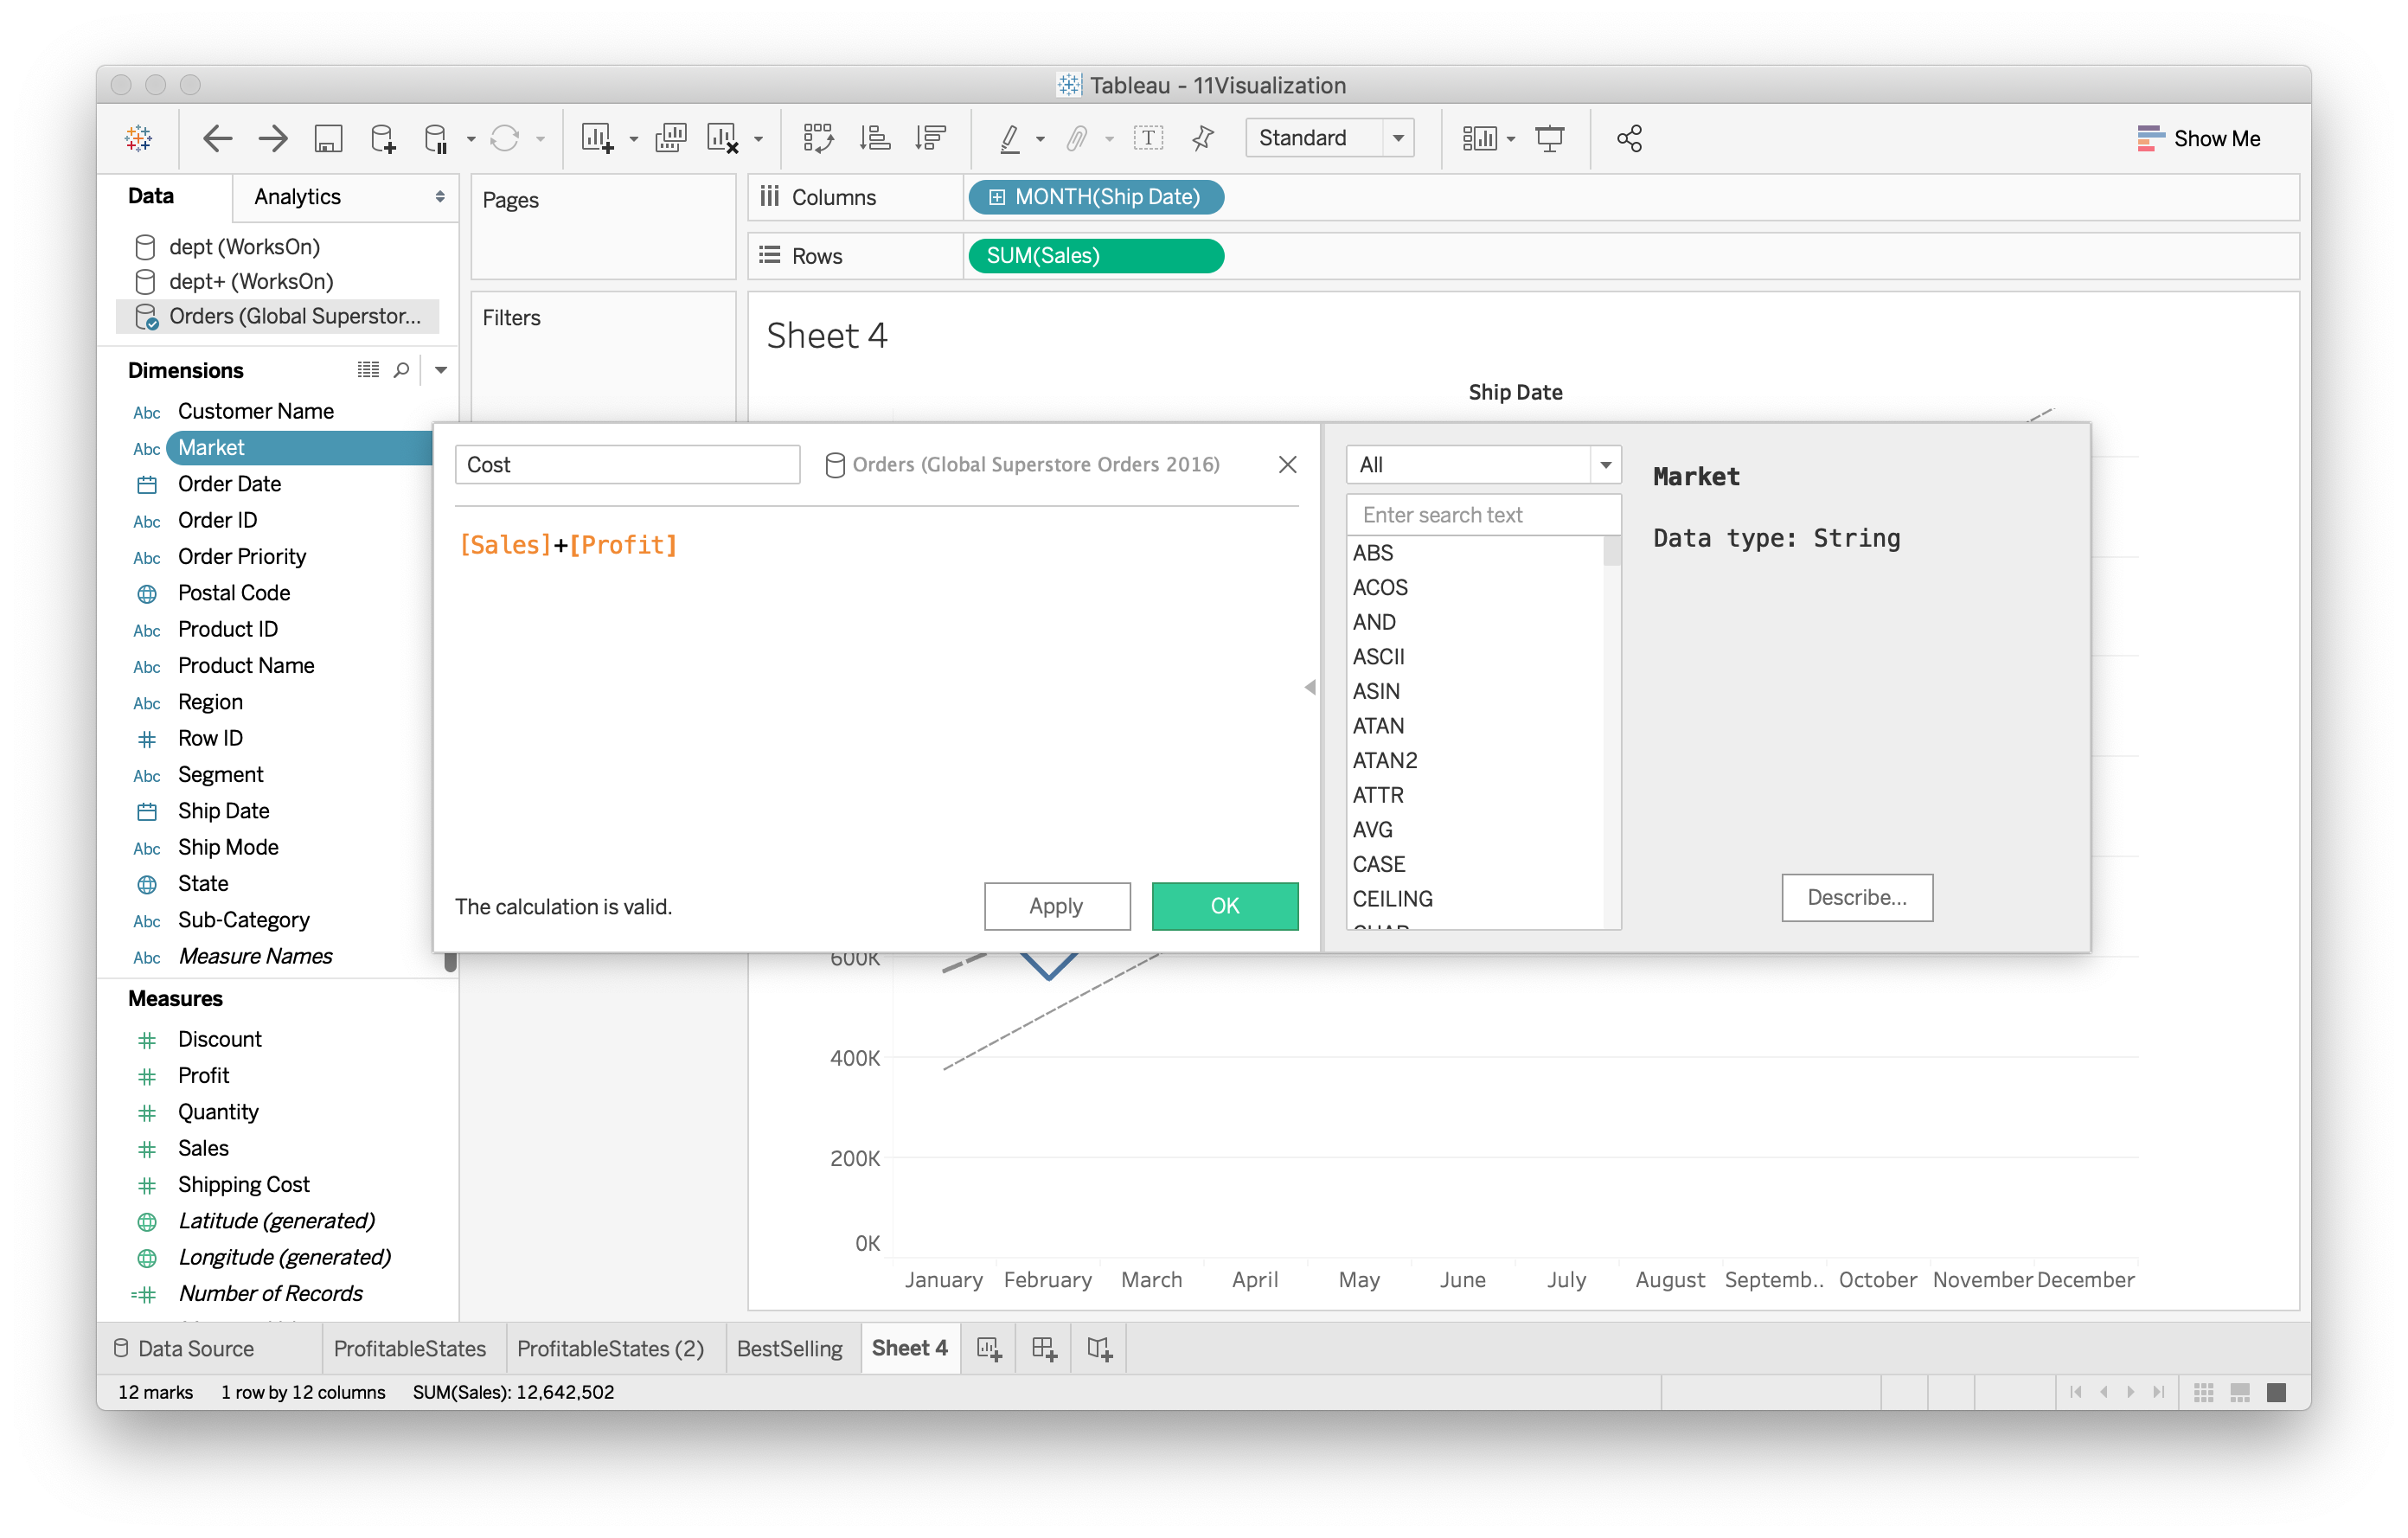 Tableau - 11Visualization
Standard
Show Me
Data
Analytics
dept (WorksOn)
dept+ (WorksOn)
Orders (Global Superstor...
Dimensions
Abc Customer Name
Abc Market
Order Date
Abc Order ID
Abc Order Priority
Postal Code
Abc Product ID
Abc Product Name
Abc Region
Row ID
Abc Segment
Ship Date
Abc Ship Mode
State
Abc Sub-Category
Abc Measure Names
Measures
Discount
Profit
Quantity
Sales
Shipping Cost
Latitude (generated)
Longitude (generated)
Number of Records
Pages
Filters
Columns
MONTH(Ship Date)
Rows
SUM(Sales)
Sheet 4
Ship Date
Cost
Orders (Global Superstore Orders 2016)
[Sales]+[Profit]
The calculation is valid.
Apply
OK
All
Enter search text
ABS
ACOS
AND
ASCII
ASIN
ATAN
ATAN2
ATTR
AVG
CASE
CEILING
Market
Data type: String
Describe...
600K
400K
200K
0K
January February March April May June July August Septemb.. October November December
Data Source
ProfitableStates
ProfitableStates (2)
BestSelling
Sheet 4
12 marks 1 row by 12 columns SUM(Sales): 12,642,502